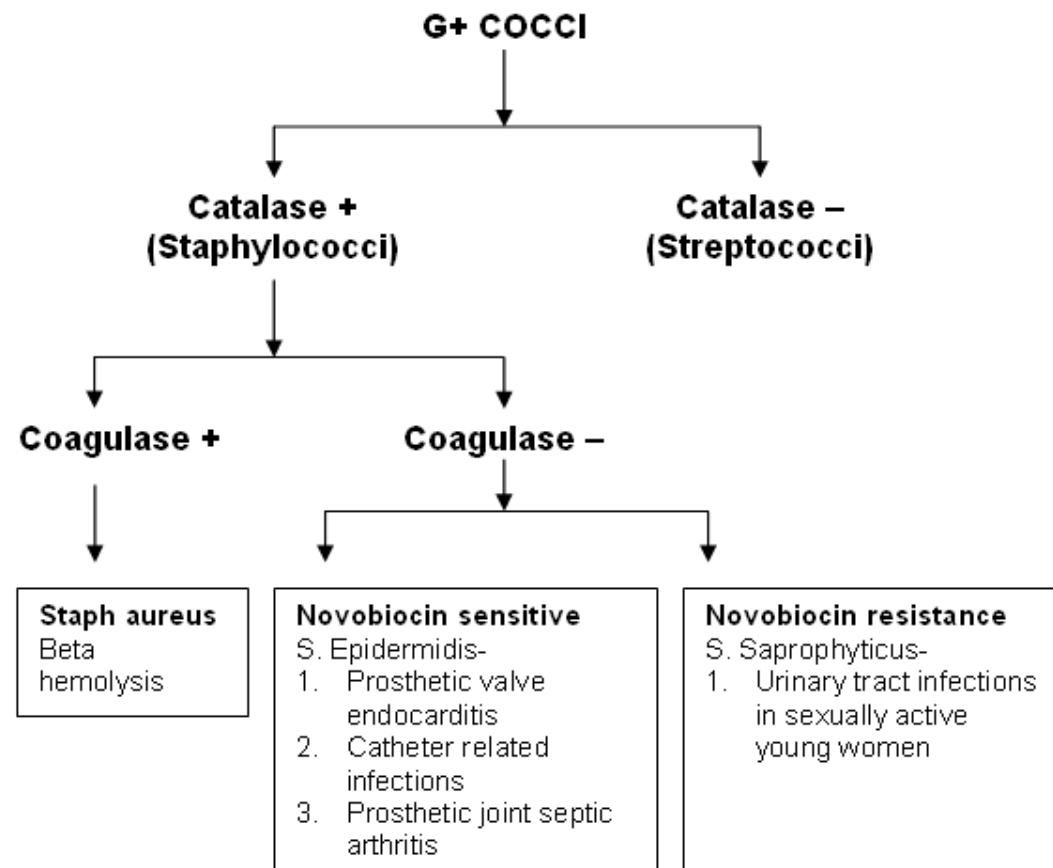 G+ COCCI
Catalase +
(Staphylococci)
Catalase –
(Streptococci)
Coagulase +
Coagulase –
Staph aureus
Beta
hemolysis
Novobiocin sensitive
S. Epidermidis-
1. Prosthetic valve
endocarditis
2. Catheter related
infections
3. Prosthetic joint septic
arthritis
Novobiocin resistance
S. Saprophyticus-
1. Urinary tract infections
in sexually active
young women